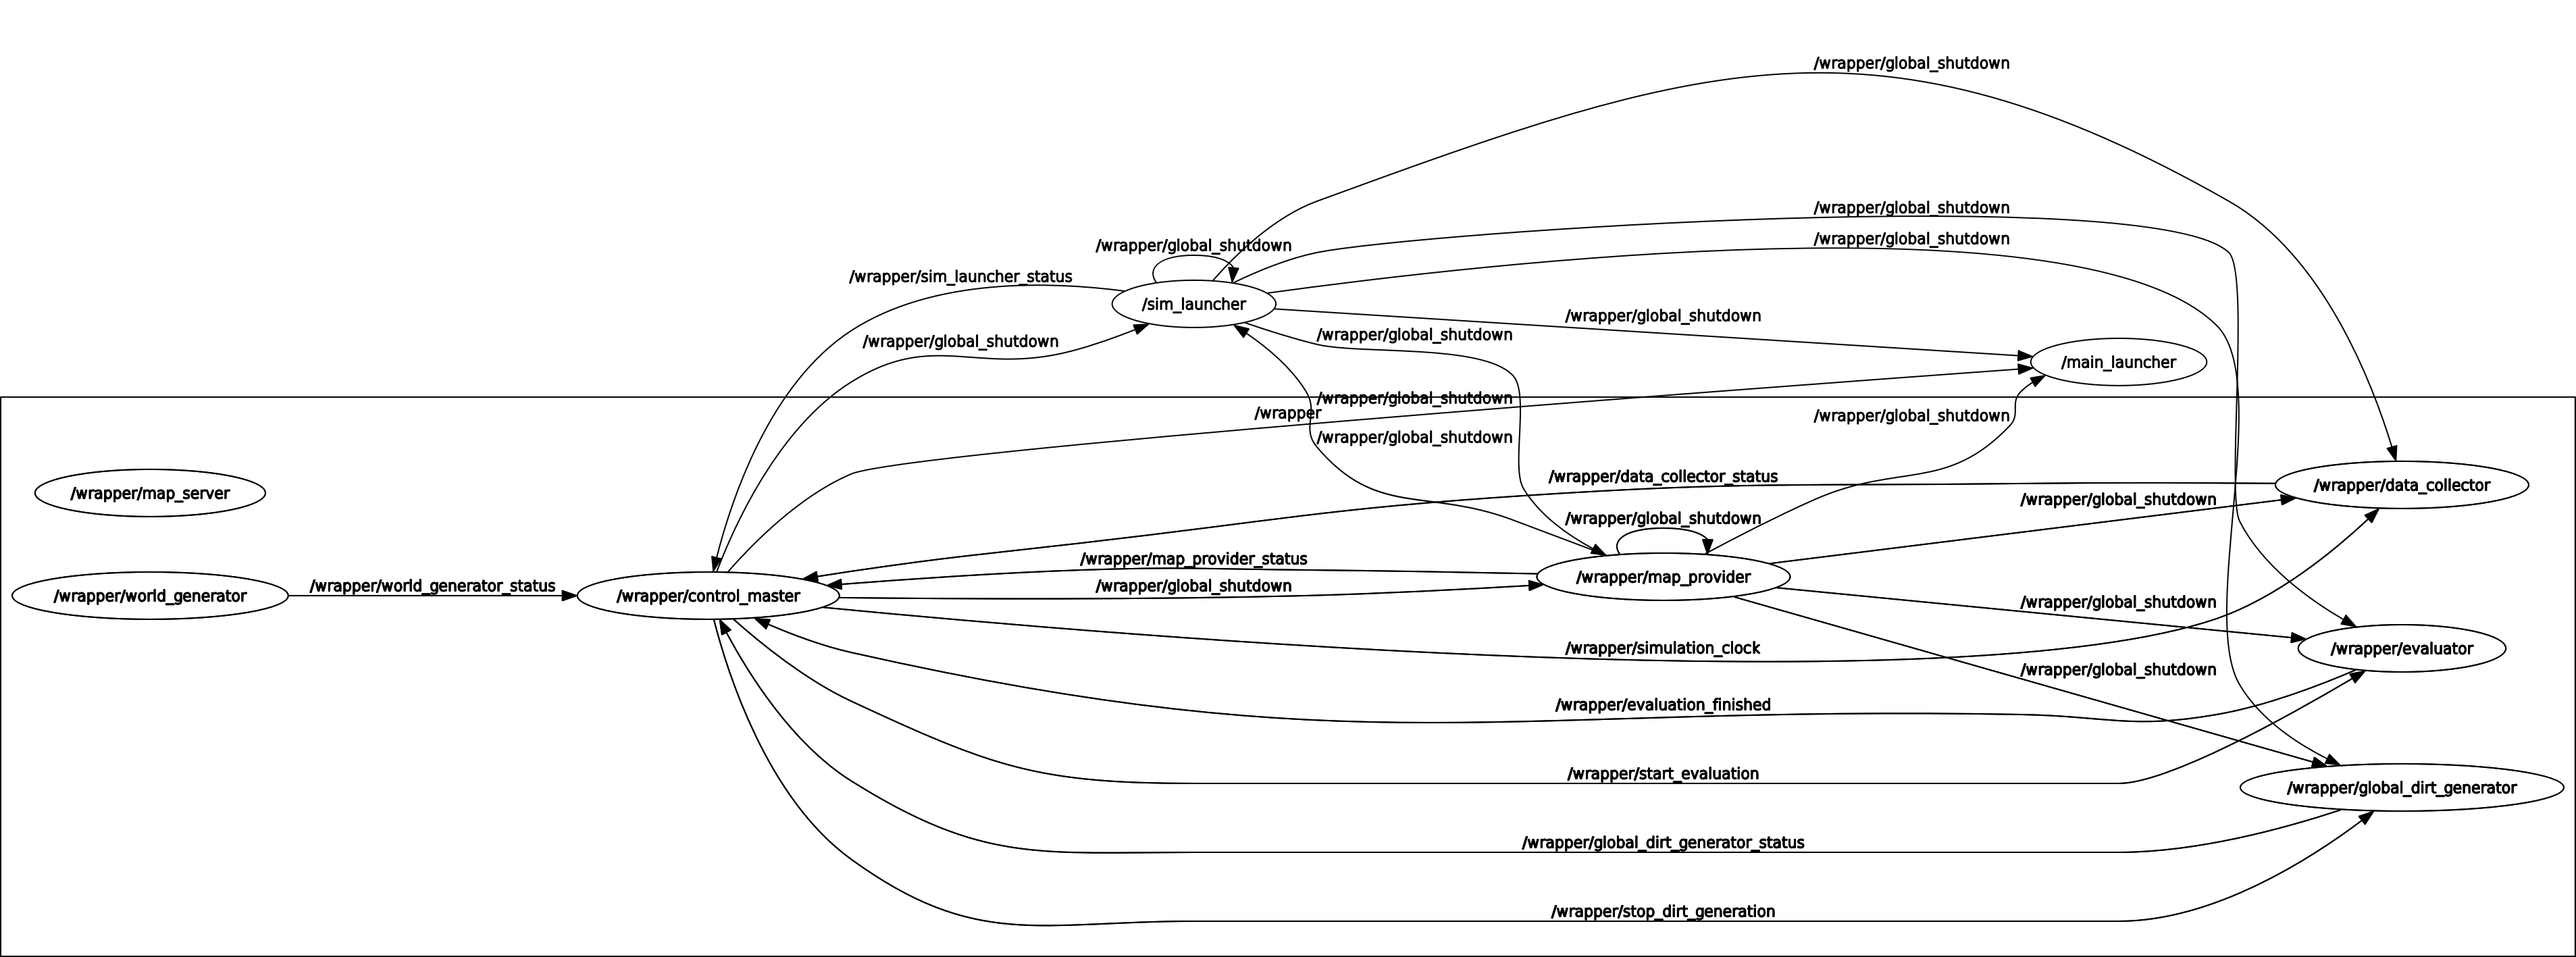 /wrapper/global_shutdown
/wrapper/global_shutdown
/wrapper/global_shutdown
/wrapper/global_shutdown
/wrapper/sim_launcher_status
/sim_launcher
/wrapper/global_shutdown
/wrapper/global_shutdown
/wrapper/global_shutdown
/main_launcher
/wrapper/global_shutdown
/wrapper
/wrapper/global_shutdown
/wrapper/global_shutdown
/wrapper/data_collector_status
/wrapper/data_collector
/wrapper/map_server
/wrapper/global_shutdown
/wrapper/global_shutdown
/wrapper/map_provider_status
/wrapper/map_provider
/wrapper/world_generator_status
/wrapper/global_shutdown
/wrapper/world_generator
/wrapper/control_master
/wrapper/global_shutdown
/wrapper/simulation_clock
/wrapper/evaluator
/wrapper/global_shutdown
/wrapper/evaluation_finished
/wrapper/start_evaluation
/wrapper/global_dirt_generator
/wrapper/global_dirt_generator_status
/wrapper/stop_dirt_generation